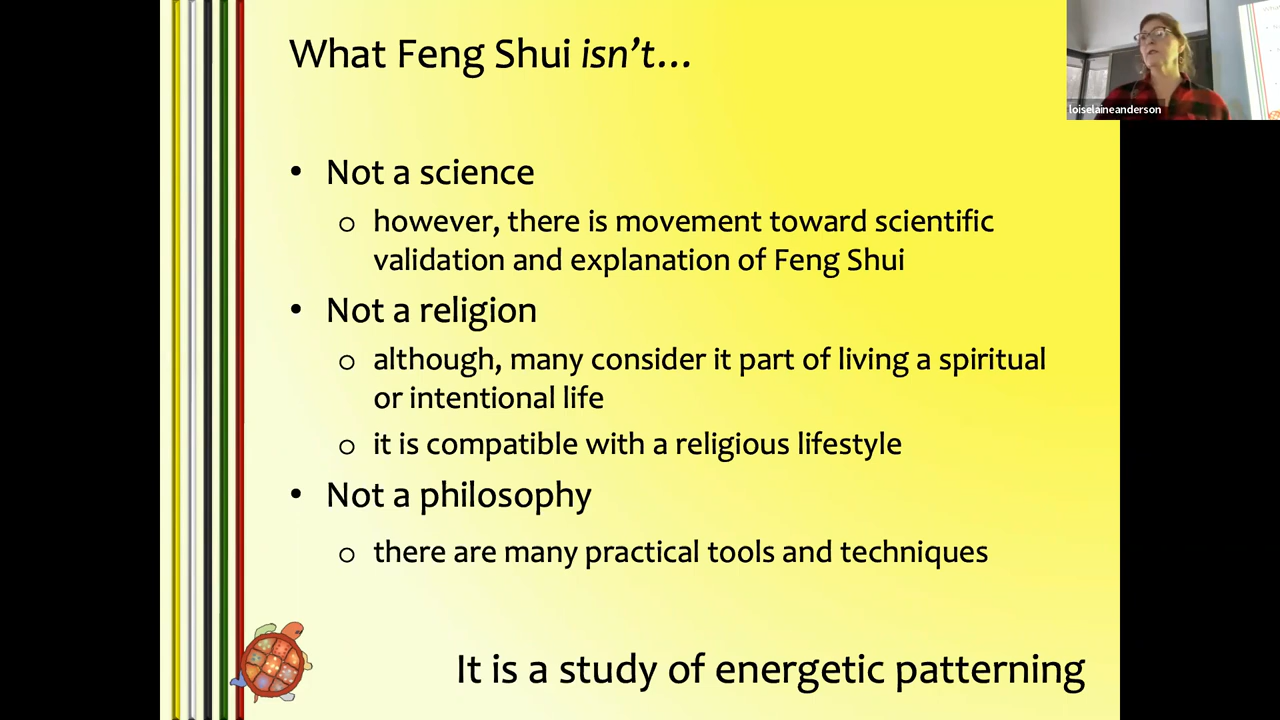 What Feng Shui isn't...
loiselaineanderson
• Not a science
o however, there is movement toward scientific
validation and explanation of Feng Shui
• Not a religion
o although, many consider it part of living a spiritual
or intentional life
o it is compatible with a religious lifestyle
• Not a philosophy
o there are many practical tools and techniques
It is a study of energetic patterning